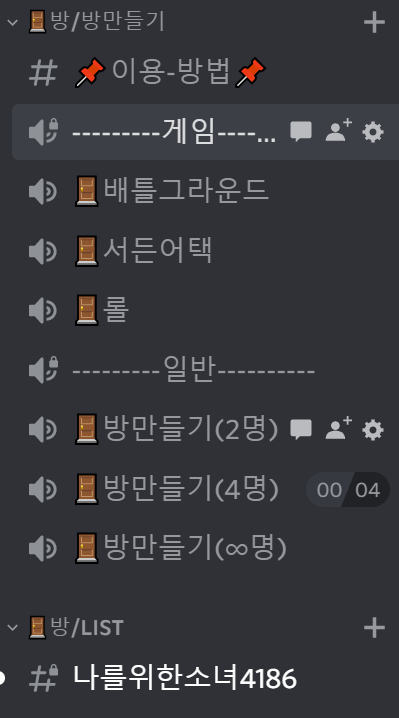 🚪방/방만들기
# 📌이용-방법📌
---------게임----...
🚪배틀그라운드
🚪서든어택
🚪롤
---------일반----------
🚪방만들기(2명)
🚪방만들기(4명) 00/04
🚪방만들기(∞명)
🚪방/LIST
# 나를위한소녀4186